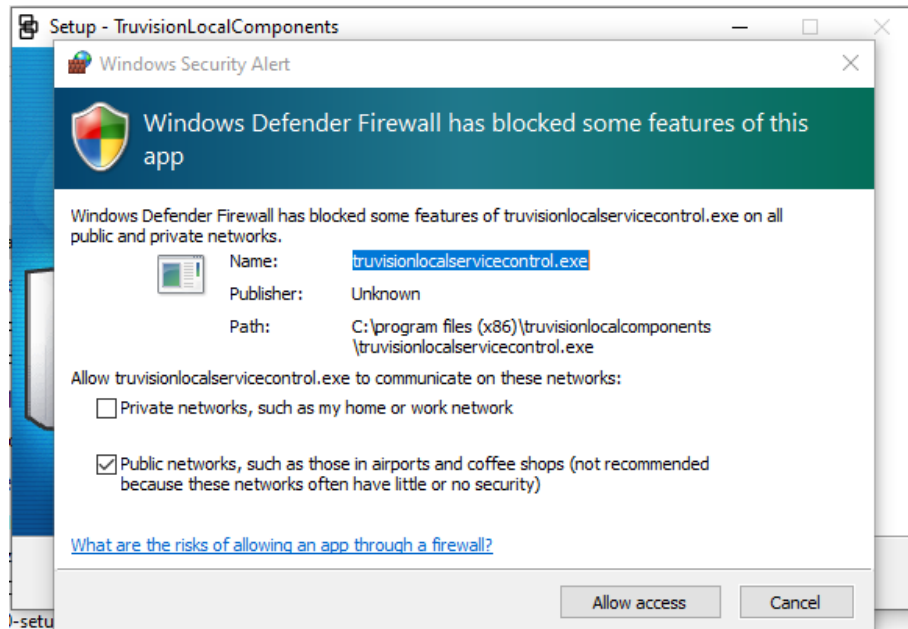 Setup - TruvisionLocalComponents
Windows Security Alert
Windows Defender Firewall has blocked some features of this
app
Windows Defender Firewall has blocked some features of truvisionlocalservicecontrol.exe on all
public and private networks.
Name: truvisionlocalservicecontrol.exe
Publisher: Unknown
Path: C:\program files (x86)\truvisionlocalcomponents
\truvisionlocalservicecontrol.exe
Allow truvisionlocalservicecontrol.exe to communicate on these networks:
Private networks, such as my home or work network
Public networks, such as those in airports and coffee shops (not recommended
because these networks often have little or no security)
What are the risks of allowing an app through a firewall?
Allow access Cancel
-setu